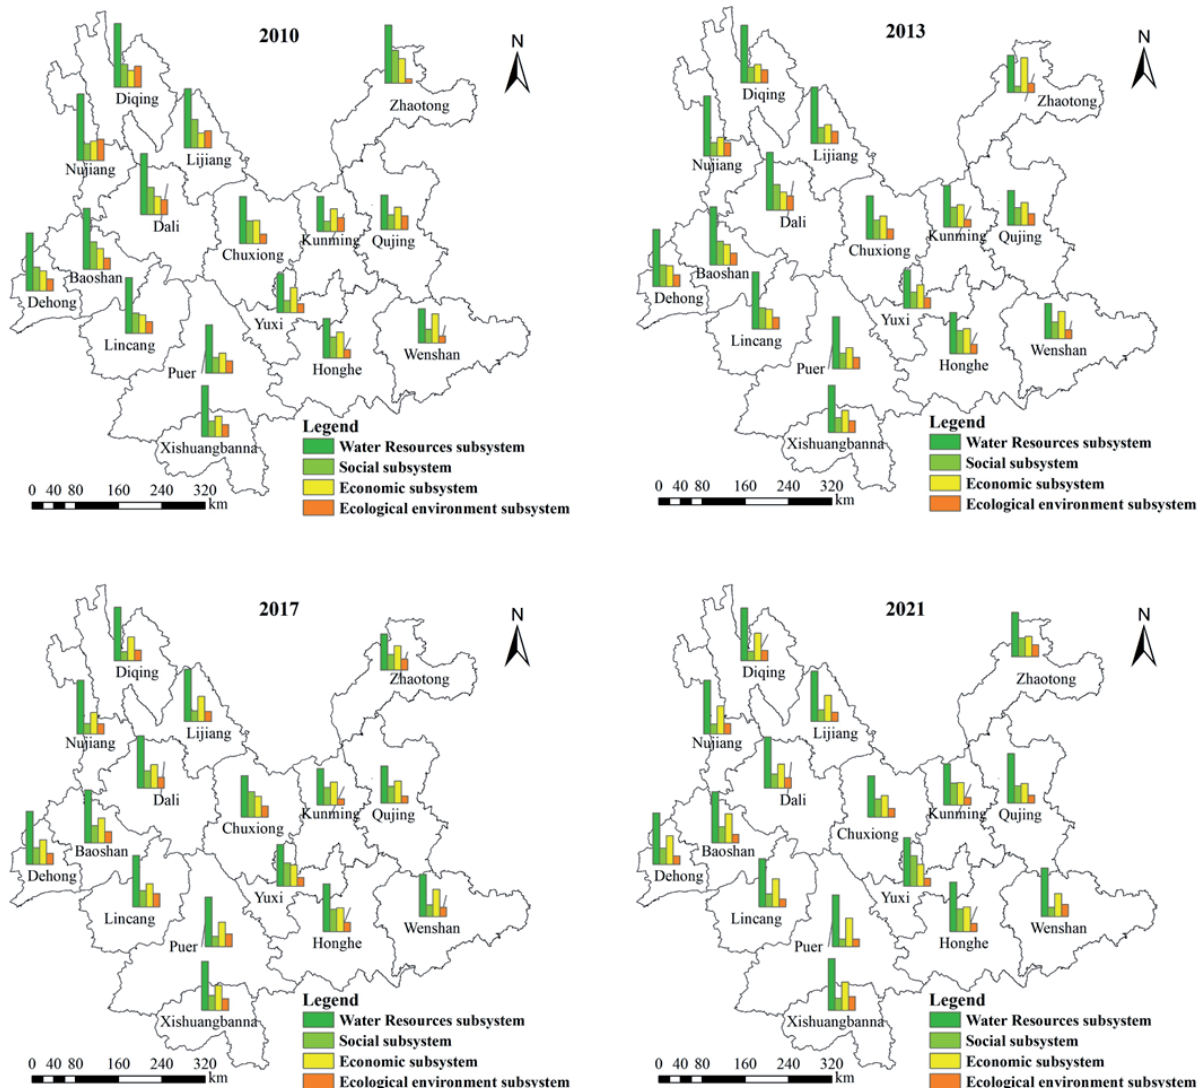 2010
N
Diqing
Zhaotong
Lijiang
Nujiang
Dali
Chuxiong
Kunming
Qujing
Baoshan
Dehong
Yuxi
Lincang
Wenshan
Puer
Honghe
Xishuangbanna
Legend
Water Resources subsystem
Social subsystem
Economic subsystem
Ecological environment subsystem
0 40 80 160 240 320
km
2013
N
Diqing
Zhaotong
Lijiang
Nujiang
Dali
Chuxiong
Kunming
Qujing
Baoshan
Dehong
Yuxi
Lincang
Wenshan
Puer
Honghe
Xishuangbanna
Legend
Water Resources subsystem
Social subsystem
Economic subsystem
Ecological environment subsystem
0 40 80 160 240 320
km
2017
N
Diqing
Zhaotong
Lijiang
Nujiang
Dali
Chuxiong
Kunming
Qujing
Baoshan
Dehong
Yuxi
Lincang
Wenshan
Puer
Honghe
Xishuangbanna
Legend
Water Resources subsystem
Social subsystem
Economic subsystem
Ecological environment subsystem
0 40 80 160 240 320
km
2021
N
Diqing
Zhaotong
Lijiang
Nujiang
Dali
Chuxiong
Kunming
Qujing
Baoshan
Dehong
Yuxi
Lincang
Wenshan
Puer
Honghe
Xishuangbanna
Legend
Water Resources subsystem
Social subsystem
Economic subsystem
Ecological environment subsystem
0 40 80 160 240 320
km